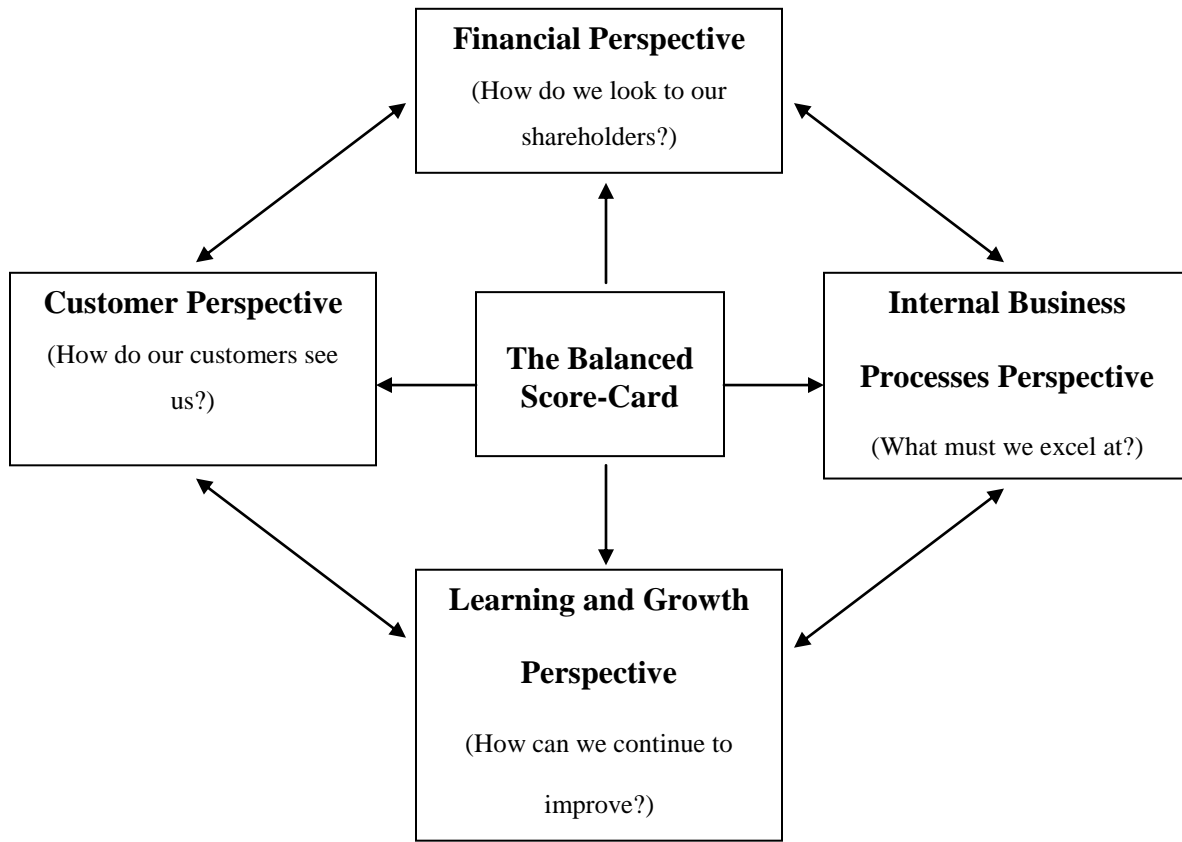 Financial Perspective
(How do we look to our
shareholders?)
Customer Perspective
(How do our customers see
us?)
The Balanced
Score-Card
Internal Business
Processes Perspective
(What must we excel at?)
Learning and Growth
Perspective
(How can we continue to
improve?)